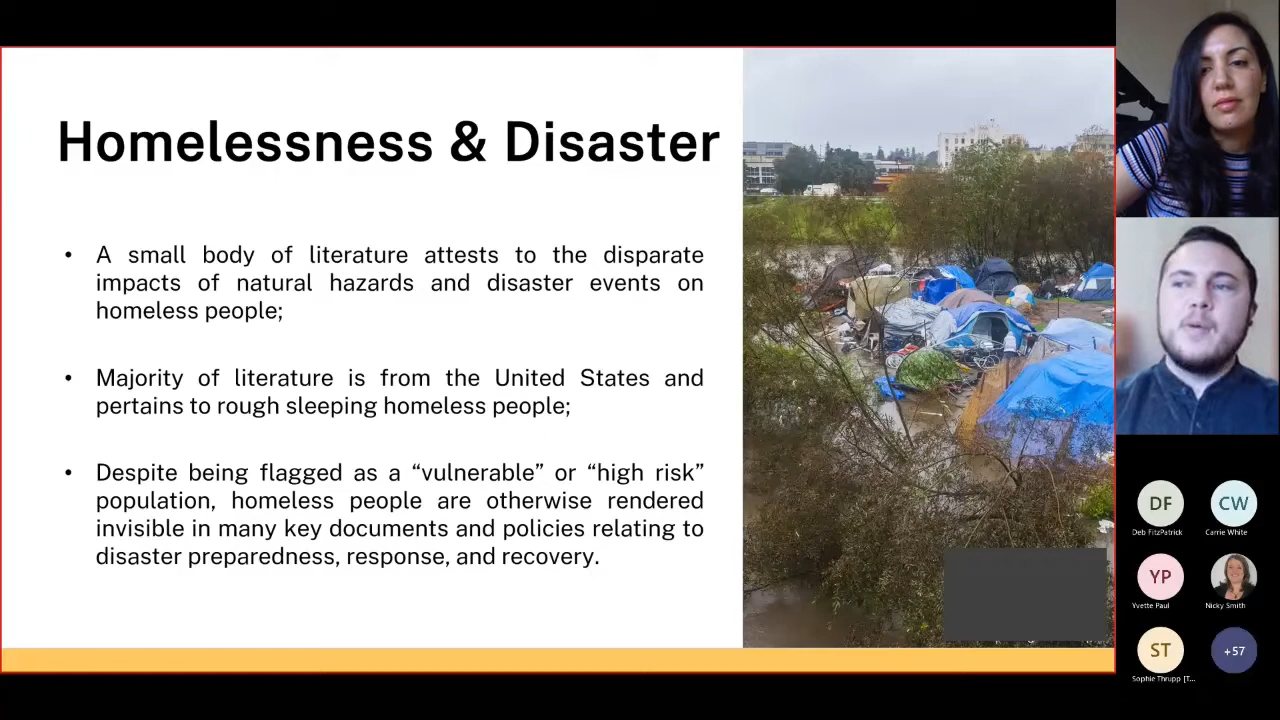 Homelessness & Disaster
• A small body of literature attests to the disparate
impacts of natural hazards and disaster events on
homeless people;
• Majority of literature is from the United States and
pertains to rough sleeping homeless people;
• Despite being flagged as a “vulnerable” or “high risk”
population, homeless people are otherwise rendered
invisible in many key documents and policies relating to
disaster preparedness, response, and recovery.
DF CW
Deb FitzPatrick Carrie White
YP
Yvette Paul Nicky Smith
ST +57
Sophie Thrupp [T...